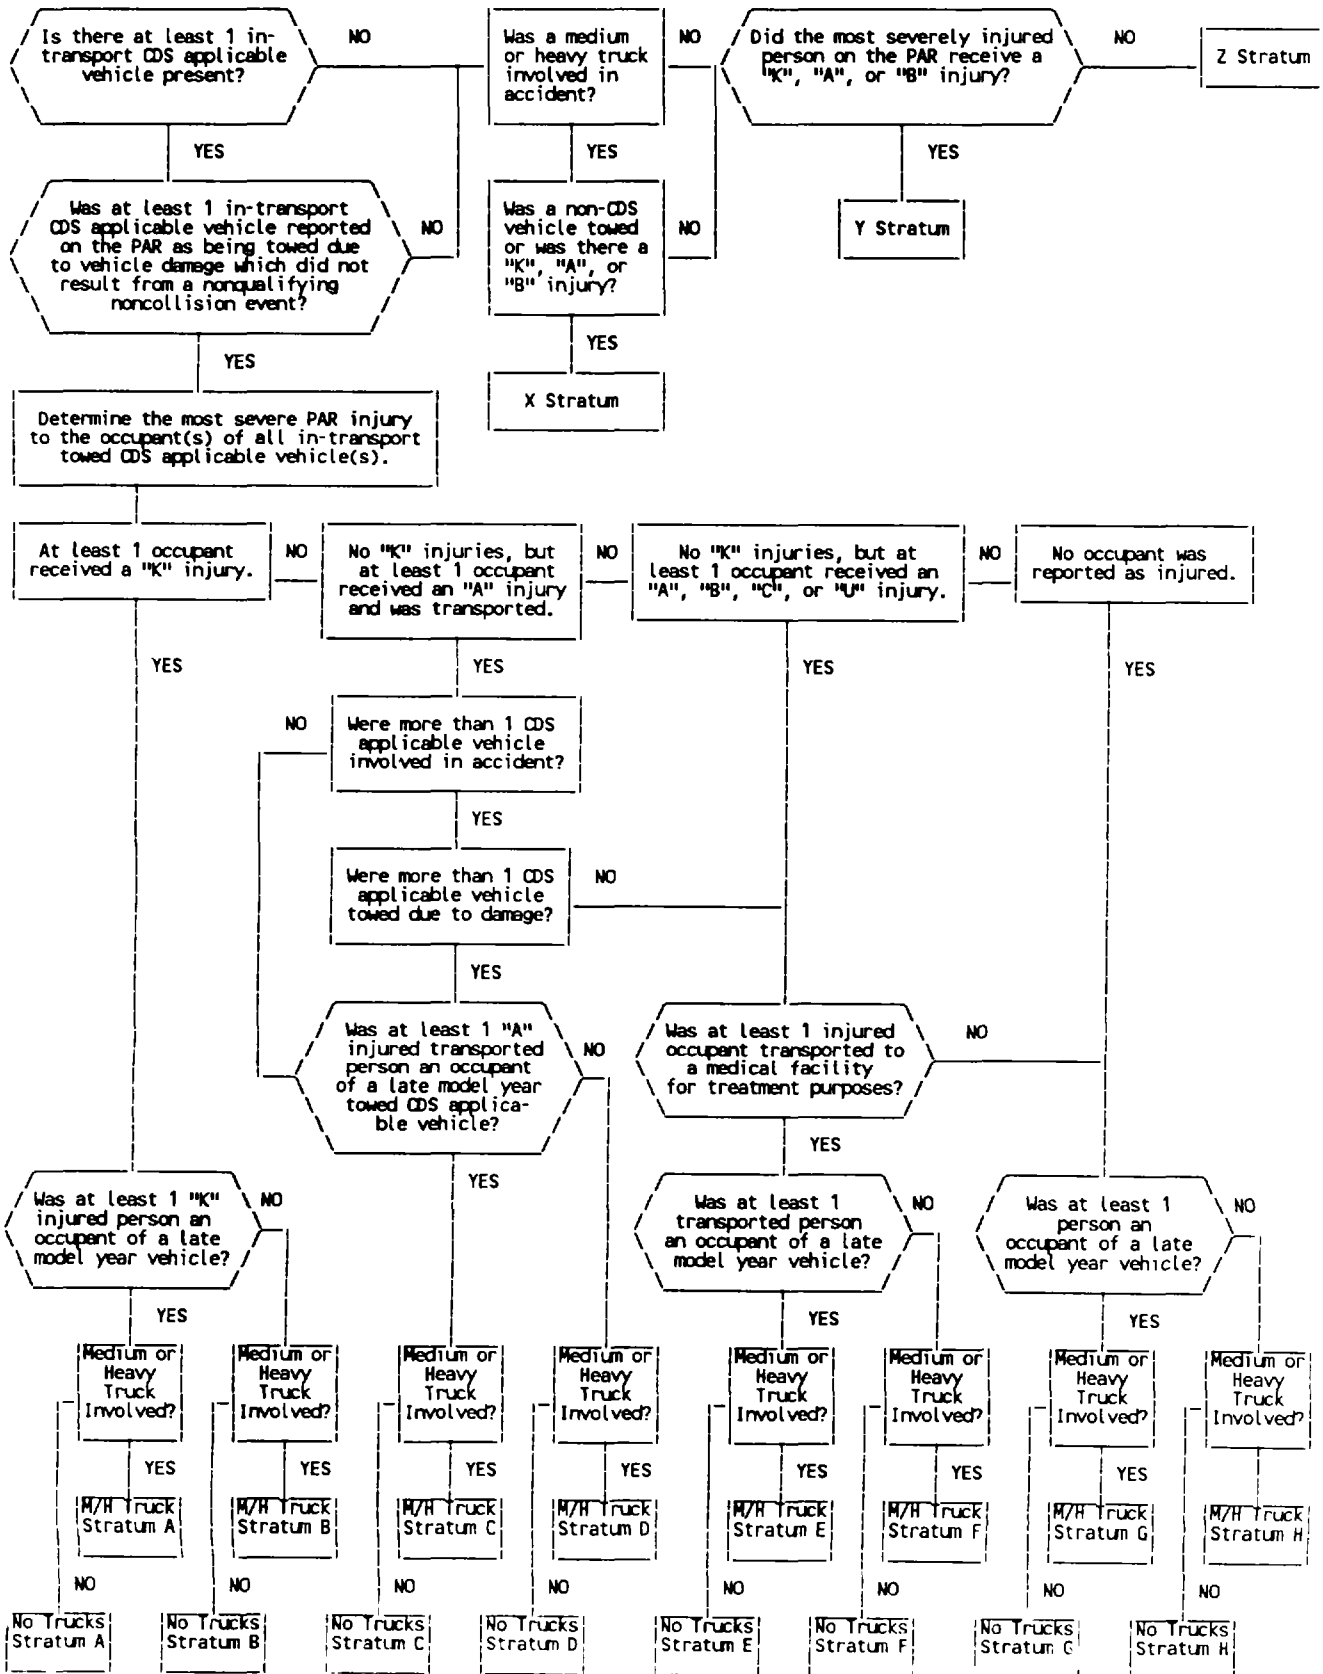 Is there at least 1 in-
transport CDS applicable
vehicle present?
NO
Was a medium
or heavy truck
involved in
accident?
NO
Did the most severely injured
person on the PAR receive a
"K", "A", or "B" injury?
NO
Z Stratum
YES
YES
YES
Was at least 1 in-transport
CDS applicable vehicle reported
on the PAR as being towed due
to vehicle damage which did not
result from a nonqualifying
noncollision event?
NO
Was a non-CDS
vehicle towed
or was there a
"K", "A", or
"B" injury?
NO
Y Stratum
YES
YES
X Stratum
Determine the most severe PAR injury
to the occupant(s) of all in-transport
towed CDS applicable vehicle(s).
At least 1 occupant
received a "K" injury.
NO
No "K" injuries, but
at least 1 occupant
received an "A" injury
and was transported.
NO
No "K" injuries, but at
least 1 occupant received an
"A", "B", "C", or "U" injury.
NO
No occupant was
reported as injured.
YES
YES
YES
YES
NO
Were more than 1 CDS
applicable vehicle
involved in accident?
YES
Were more than 1 CDS
applicable vehicle
towed due to damage?
NO
YES
Was at least 1 "A"
injured transported
person an occupant
of a late model year
towed CDS applica-
ble vehicle?
NO
Was at least 1 injured
occupant transported to
a medical facility
for treatment purposes?
NO
YES
YES
Was at least 1 "K"
injured person an
occupant of a late
model year vehicle?
NO
Was at least 1
transported person
an occupant of a late
model year vehicle?
NO
Was at least 1
person an
occupant of a late
model year vehicle?
NO
YES
YES
YES
Medium or
Heavy
Truck
Involved?
Medium or
Heavy
Truck
Involved?
Medium or
Heavy
Truck
Involved?
Medium or
Heavy
Truck
Involved?
Medium or
Heavy
Truck
Involved?
Medium or
Heavy
Truck
Involved?
Medium or
Heavy
Truck
Involved?
Medium or
Heavy
Truck
Involved?
YES
YES
YES
YES
YES
YES
YES
M/H Truck
Stratum A
M/H Truck
Stratum B
M/H Truck
Stratum C
M/H Truck
Stratum D
M/H Truck
Stratum E
M/H Truck
Stratum F
M/H Truck
Stratum G
M/H Truck
Stratum H
NO
NO
NO
NO
NO
NO
NO
NO
No Trucks
Stratum A
No Trucks
Stratum B
No Trucks
Stratum C
No Trucks
Stratum D
No Trucks
Stratum E
No Trucks
Stratum F
No Trucks
Stratum G
No Trucks
Stratum H